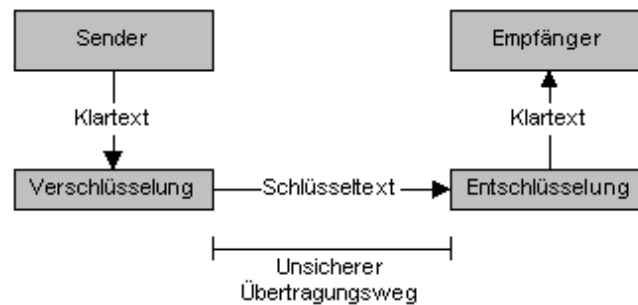 Sender
Empfänger
Klartext
Klartext
Verschlüsselung
Schlüsseltext
Entschlüsselung
Unsicherer
Übertragungsweg